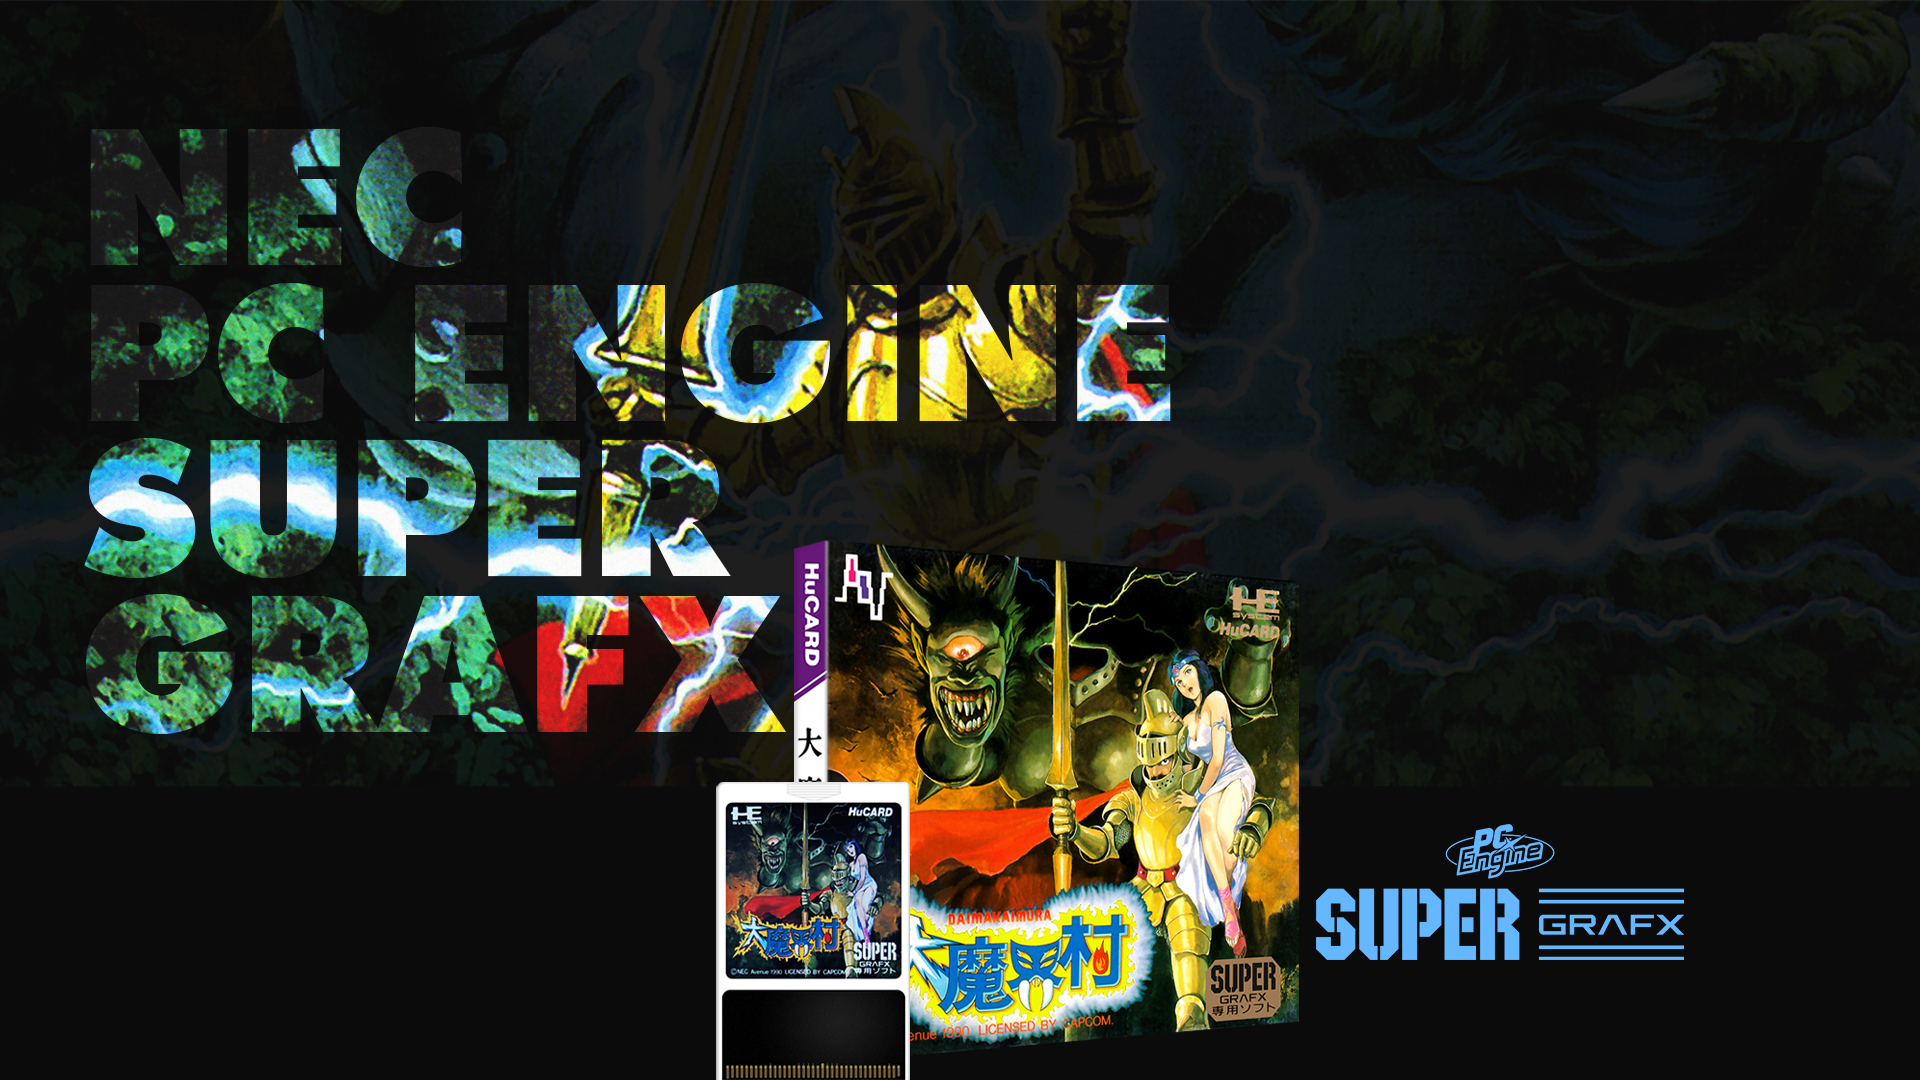 NEC
PC ENGINE
SUPER
GRAFX
HuCARD
大
AV
HE
SYSTEM
HuCARD
DAIMAKAIMURA
大魔界村
SUPER
GRAFX
専用ソフト
enue 1990 LICENSED BY CAPCOM.
HE
SYSTEM
HuCARD
大魔界村
SUPER
GRAFX
専用ソフト
©NEC Avenue 1990 LICENSED BY CAPCOM
PC Engine
SUPER GRAFX